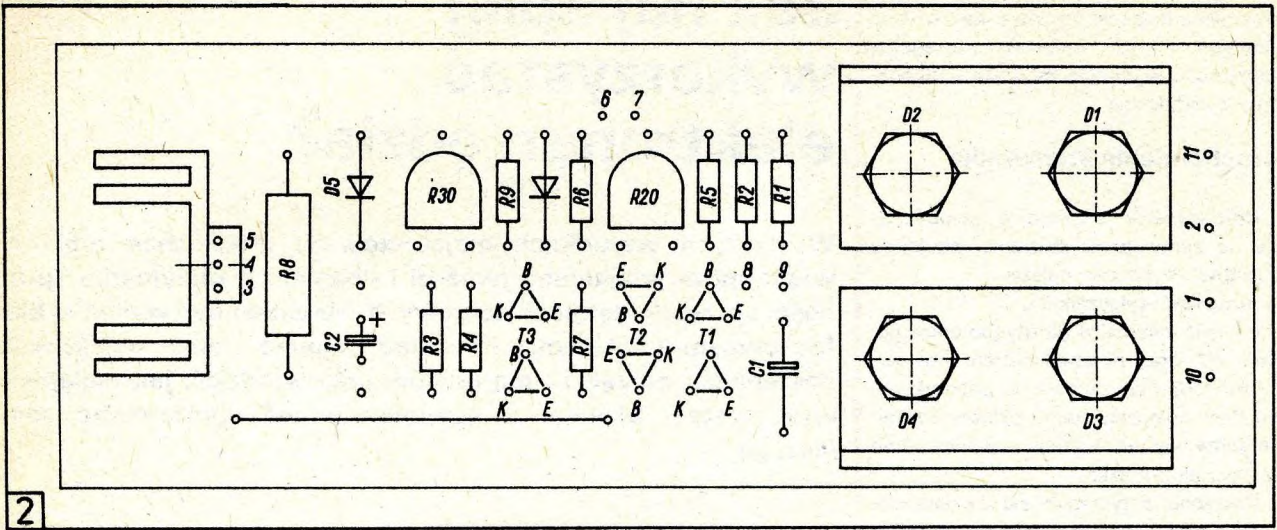 6 7
D2 D1
11
D5 R30 R9 R6 R20 R5 R2 R1
2
R8 5
4
3
B E K B 8 9
1
K E B K E
+
C2 R3 R4 T3 R7 T2 T1
B E K C1
10
K E B K E
D4 D3
2